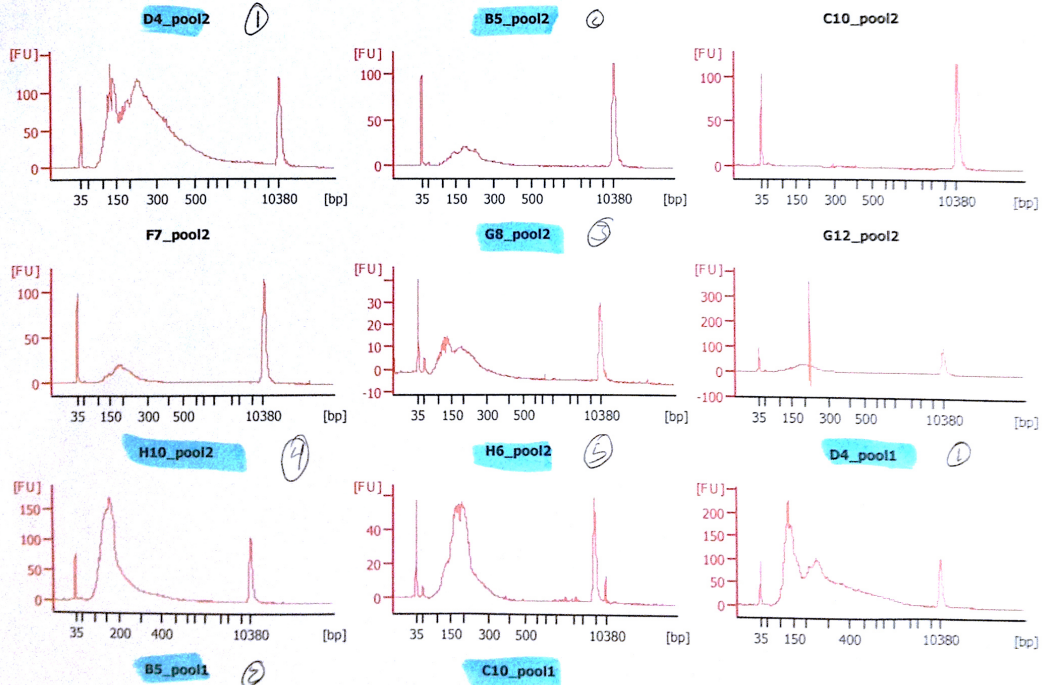 D4_pool2 1 B5_pool2 2 C10_pool2
[FU] [FU] [FU]
100 100 100
50 50 50
0 0 0
35 150 300 500 10380 [bp] 35 150 300 500 10380 [bp] 35 150 300 500 10380 [bp]
F7_pool2 G8_pool2 3 G12_pool2
[FU] [FU] [FU]
100 30 300
50 20 200
0 10 100
0 0
-10 -100
35 150 300 500 10380 [bp] 35 150 300 500 10380 [bp] 35 150 300 10380 [bp]
H10_pool2 4 H6_pool2 5 D4_pool1 1
[FU] [FU] [FU]
150 40 200
100 20 150
50 0 100
0 50
0
35 200 400 10380 [bp] 35 150 300 500 10380 [bp] 35 150 400 10380 [bp]
B5_pool1 2 C10_pool1